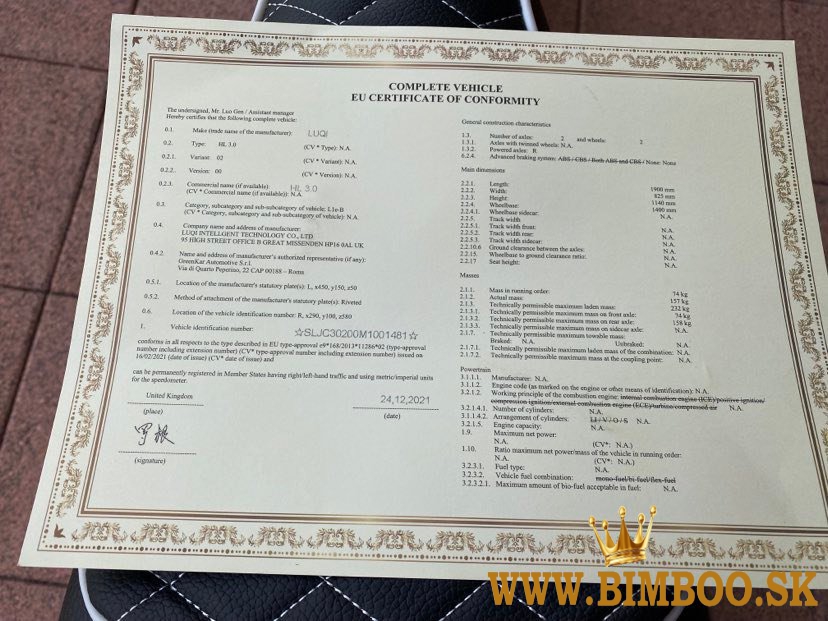 COMPLETE VEHICLE
EU CERTIFICATE OF CONFORMITY
The undersigned, Mr. Luo Gen / Assistant manager
Hereby certifies that the following complete vehicle:
0.1. Make (trade name of the manufacturer): LUQI
0.2. Type: HL 3.0 (CV * Type): N.A.
0.2.1. Variant: 02 (CV * Variant): N.A.
0.2.2. Version: 00 (CV * Version): N.A.
0.2.3. Commercial name (if available): HL 3.0
(CV * Commercial name (if available)): N.A.
0.3. Category, subcategory and sub-subcategory of vehicle: L1e-B
(CV * Category, subcategory and sub-subcategory of vehicle): N.A.
0.4. Company name and address of manufacturer:
LUQI INTELLGENT TECHNOLOGY CO., LTD.
95 HIGH STREET OFFICE B GREAT MISSENDEN HP16 0AL UK
0.4.2. Name and address of manufacturer's authorized representative (if any):
GreenKar Automotive S.r.l.
Via di Quarto Peperino, 22 CAP 00188 – Roma
0.5.1. Location of the manufacturer's statutory plate(s): L, x450, y150, z50
0.5.2. Method of attachment of the manufacturer's statutory plate(s): Riveted
0.6. Location of the vehicle identification number: R, x290, y100, z580
1. Vehicle identification number: ☆SLJC30200M1001481☆
conforms in all respects to the type described in EU type-approval e9*168/2013*11286*02 (type-approval
number including extension number) (CV* type-approval number including extension number) issued on
16/02/2021 (date of issue) (CV* date of issue) and
can be permanently registered in Member States having right/left-hand traffic and using metric/imperial units
for the speedometer.
United Kingdom 24,12,2021
(place) (date)
罗根
(signature)
General construction characteristics
1.3. Number of axles: 2 and wheels: 2
1.3.1. Axles with twinned wheels: N.A.
1.3.2. Powered axles: R
6.2.4. Advanced braking system: ABS / CBS / Both ABS and CBS / None: None
Main dimensions
2.2.1. Length: 1900 mm
2.2.2. Width: 825 mm
2.2.3. Height: 1140 mm
2.2.4. Wheelbase: 1400 mm
2.2.4.1. Wheelbase sidecar: N.A.
2.2.5. Track width
2.2.5.1. Track width front: N.A.
2.2.5.2. Track width rear: N.A.
2.2.5.3. Track width sidecar: N.A.
2.2.10.6 Ground clearance between the axles: N.A.
2.2.15. Wheelbase to ground clearance ratio: N.A.
2.2.17 Seat height: N.A.
Masses
2.1.1. Mass in running order: 74 kg
2.1.2. Actual mass: 157 kg
2.1.3. Technically permissible maximum laden mass: 232 kg
2.1.3.1. Technically permissible maximum mass on front axle: 74 kg
2.1.3.2. Technically permissible maximum mass on rear axle: 158 kg
2.1.3.3. Technically permissible maximum mass on sidecar axle: N.A.
2.1.7. Technically permissible maximum towable mass:
Braked: N.A. Unbraked: N.A.
2.1.7.1. Technically permissible maximum laden mass of the combination: N.A.
2.1.7.2. Technically permissible maximum mass at the coupling point: N.A.
Powertrain
3.1.1.1. Manufacturer: N.A.
3.1.1.2. Engine code (as marked on the engine or other means of identification): N.A.
3.2.1.2. Working principle of the combustion engine: internal combustion engine (ICE)/positive ignition/
compression ignition/external combustion engine (ECE)/turbine/compressed air N.A.
3.2.1.4.1. Number of cylinders: N.A.
3.1.1.4.2. Arrangement of cylinders: LI / V / O / S N.A.
3.2.1.5. Engine capacity: N.A.
1.9. Maximum net power:
N.A. (CV*: N.A.)
1.10. Ratio maximum net power/mass of the vehicle in running order:
N.A. (CV*: N.A.)
3.2.3.1. Fuel type: N.A.
3.2.3.2. Vehicle fuel combination: mono-fuel/bi-fuel/flex-fuel
3.2.3.2.1. Maximum amount of bio-fuel acceptable in fuel: N.A.
WWW.BIMBOO.SK